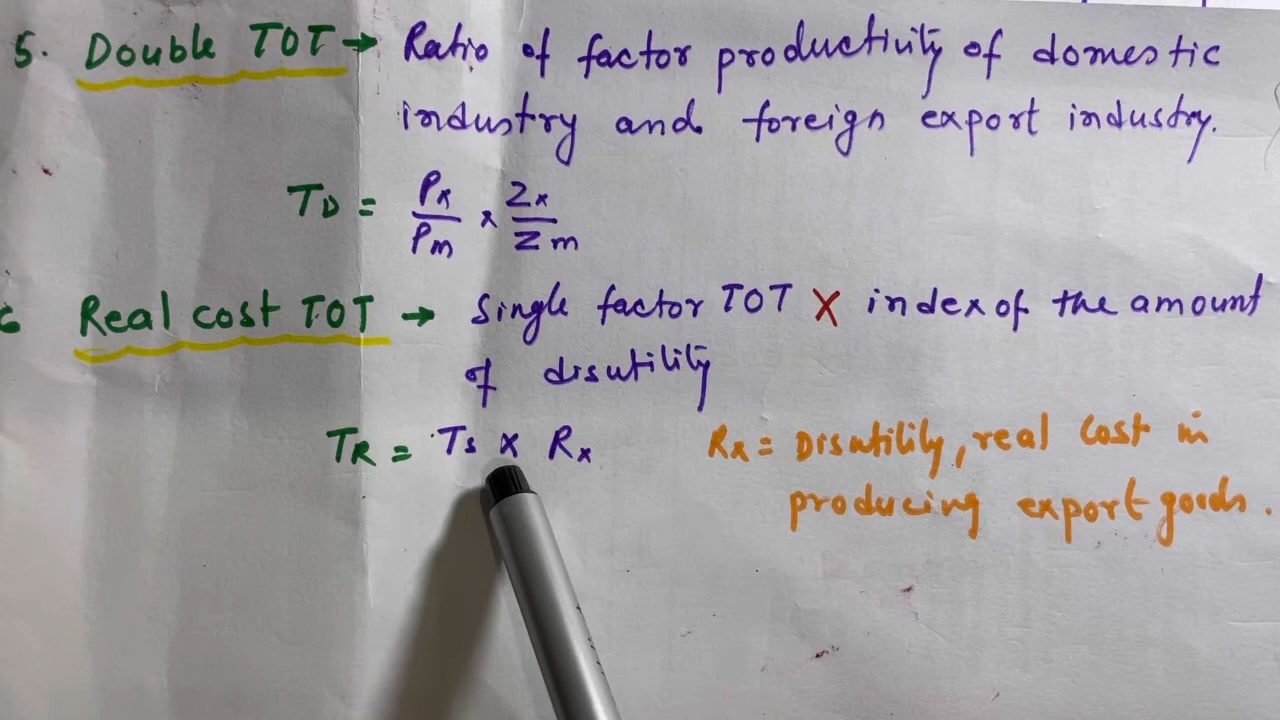 5. Double TOT → Ratio of factor productivity of domestic
industry and foreign export industry.
TD = Px/Pm × Zx/Zm
6 Real cost TOT → Single factor TOT X index of the amount
of disutility
TR = Ts × Rx
Rx = Disutility, real cost in
producing export goods.